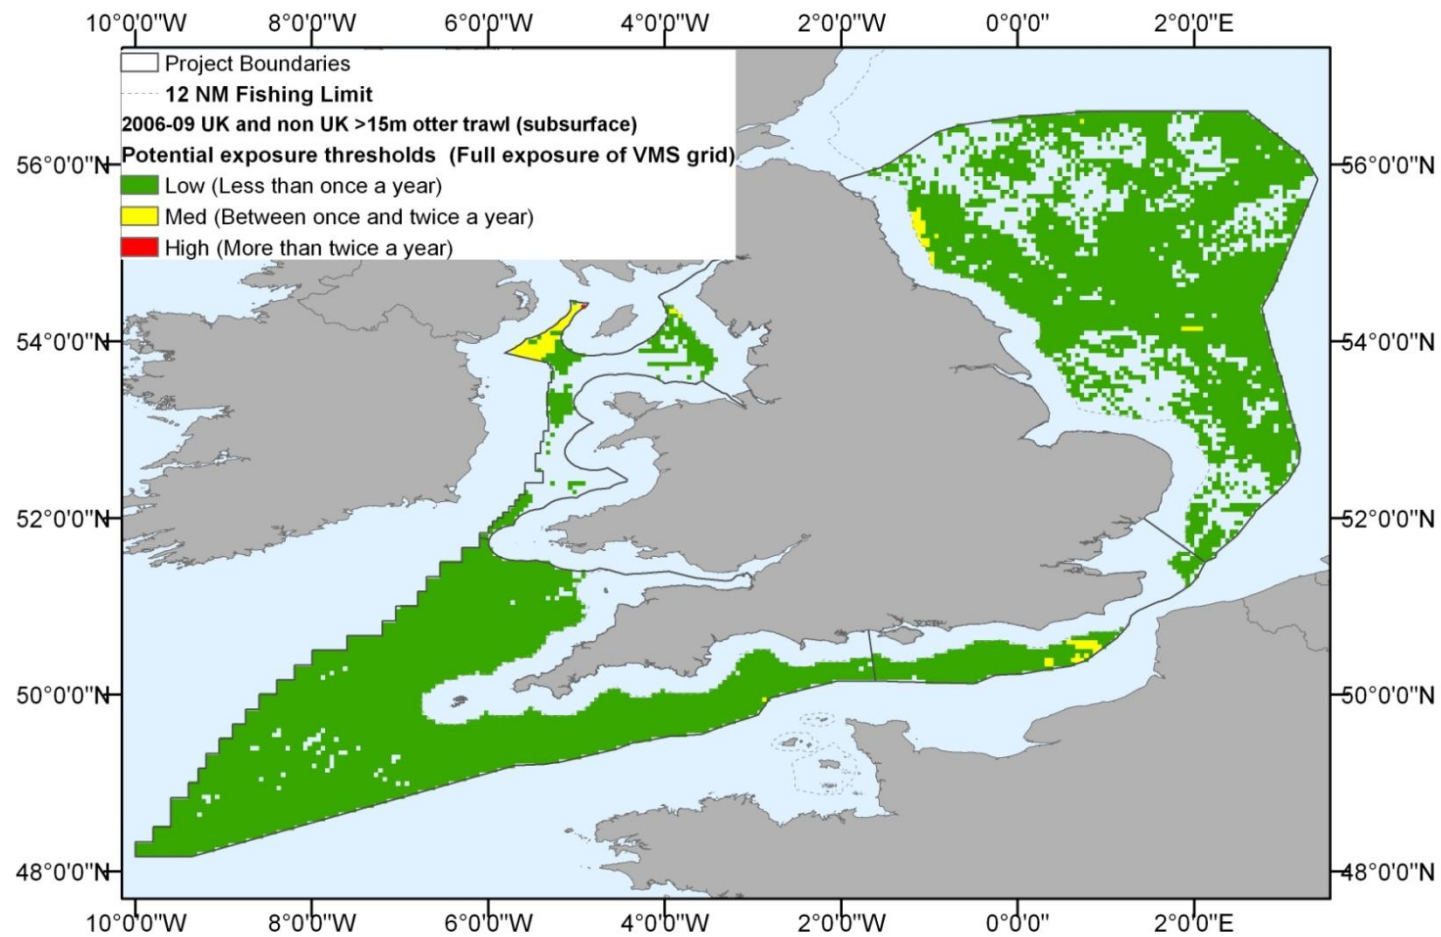 10°0'0"W 8°0'0"W 6°0'0"W 4°0'0"W 2°0'0"W 0°0'0" 2°0'0"E
Project Boundaries
12 NM Fishing Limit
2006-09 UK and non UK >15m otter trawl (subsurface)
Potential exposure thresholds (Full exposure of VMS grid)
Low (Less than once a year)
Med (Between once and twice a year)
High (More than twice a year)
56°0'0"N 56°0'0"N
54°0'0"N 54°0'0"N
52°0'0"N 52°0'0"N
50°0'0"N 50°0'0"N
48°0'0"N 48°0'0"N
10°0'0"W 8°0'0"W 6°0'0"W 4°0'0"W 2°0'0"W 0°0'0" 2°0'0"E